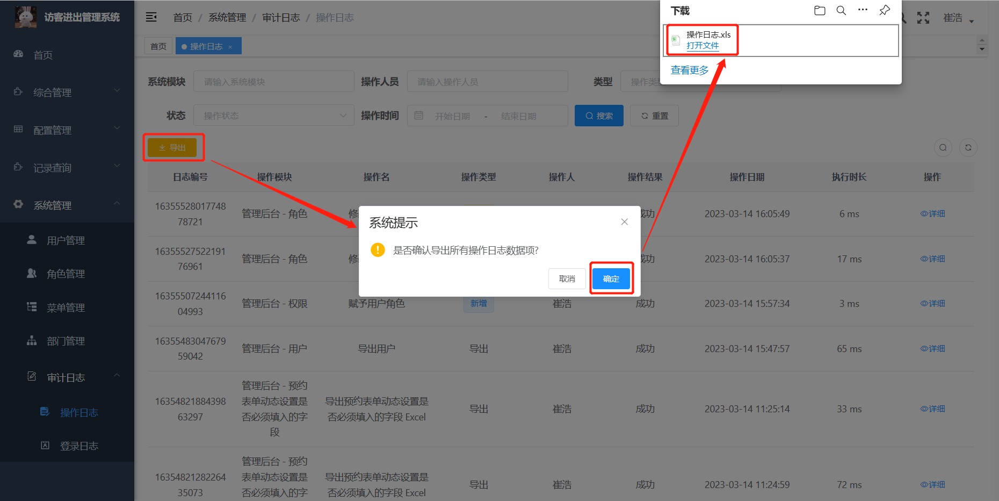 访客进出管理系统
首页 / 系统管理 / 审计日志 / 操作日志
崔浩
下载
操作日志.xls
打开文件
查看更多
首页
操作日志 ×
首页
综合管理
配置管理
记录查询
系统管理
用户管理
角色管理
菜单管理
部门管理
审计日志
操作日志
登录日志
系统模块 请输入系统模块 操作人员 请输入操作人员 类型 操作类
状态 操作状态 操作时间 开始日期 - 结束日期 搜索 重置
导出
日志编号 操作模块 操作名 操作类型 操作人 操作结果 操作日期 执行时长 操作
16355528017748
78721
管理后台 - 角色 修 成功 2023-03-14 16:05:49 6 ms 详细
16355527522191
76961
管理后台 - 角色 修 成功 2023-03-14 16:05:37 17 ms 详细
系统提示
是否确认导出所有操作日志数据项?
取消 确定
16355507244116
04993
管理后台 - 权限 赋予用户角色 新增 崔浩 成功 2023-03-14 15:57:34 3 ms 详细
16355483047679
59042
管理后台 - 用户 导出用户 导出 崔浩 成功 2023-03-14 15:47:57 65 ms 详细
16354821884398
63297
管理后台 - 预约
表单动态设置是
否必须填入的字
段
导出预约表单动态设置是
否必须填入的字段 Excel
导出 崔浩 成功 2023-03-14 11:25:14 33 ms 详细
16354821282264
35073
管理后台 - 预约
表单动态设置是
否必须填入的字
导出预约表单动态设置是
否必须填入的字段 Excel
导出 崔浩 成功 2023-03-14 11:24:59 72 ms 详细